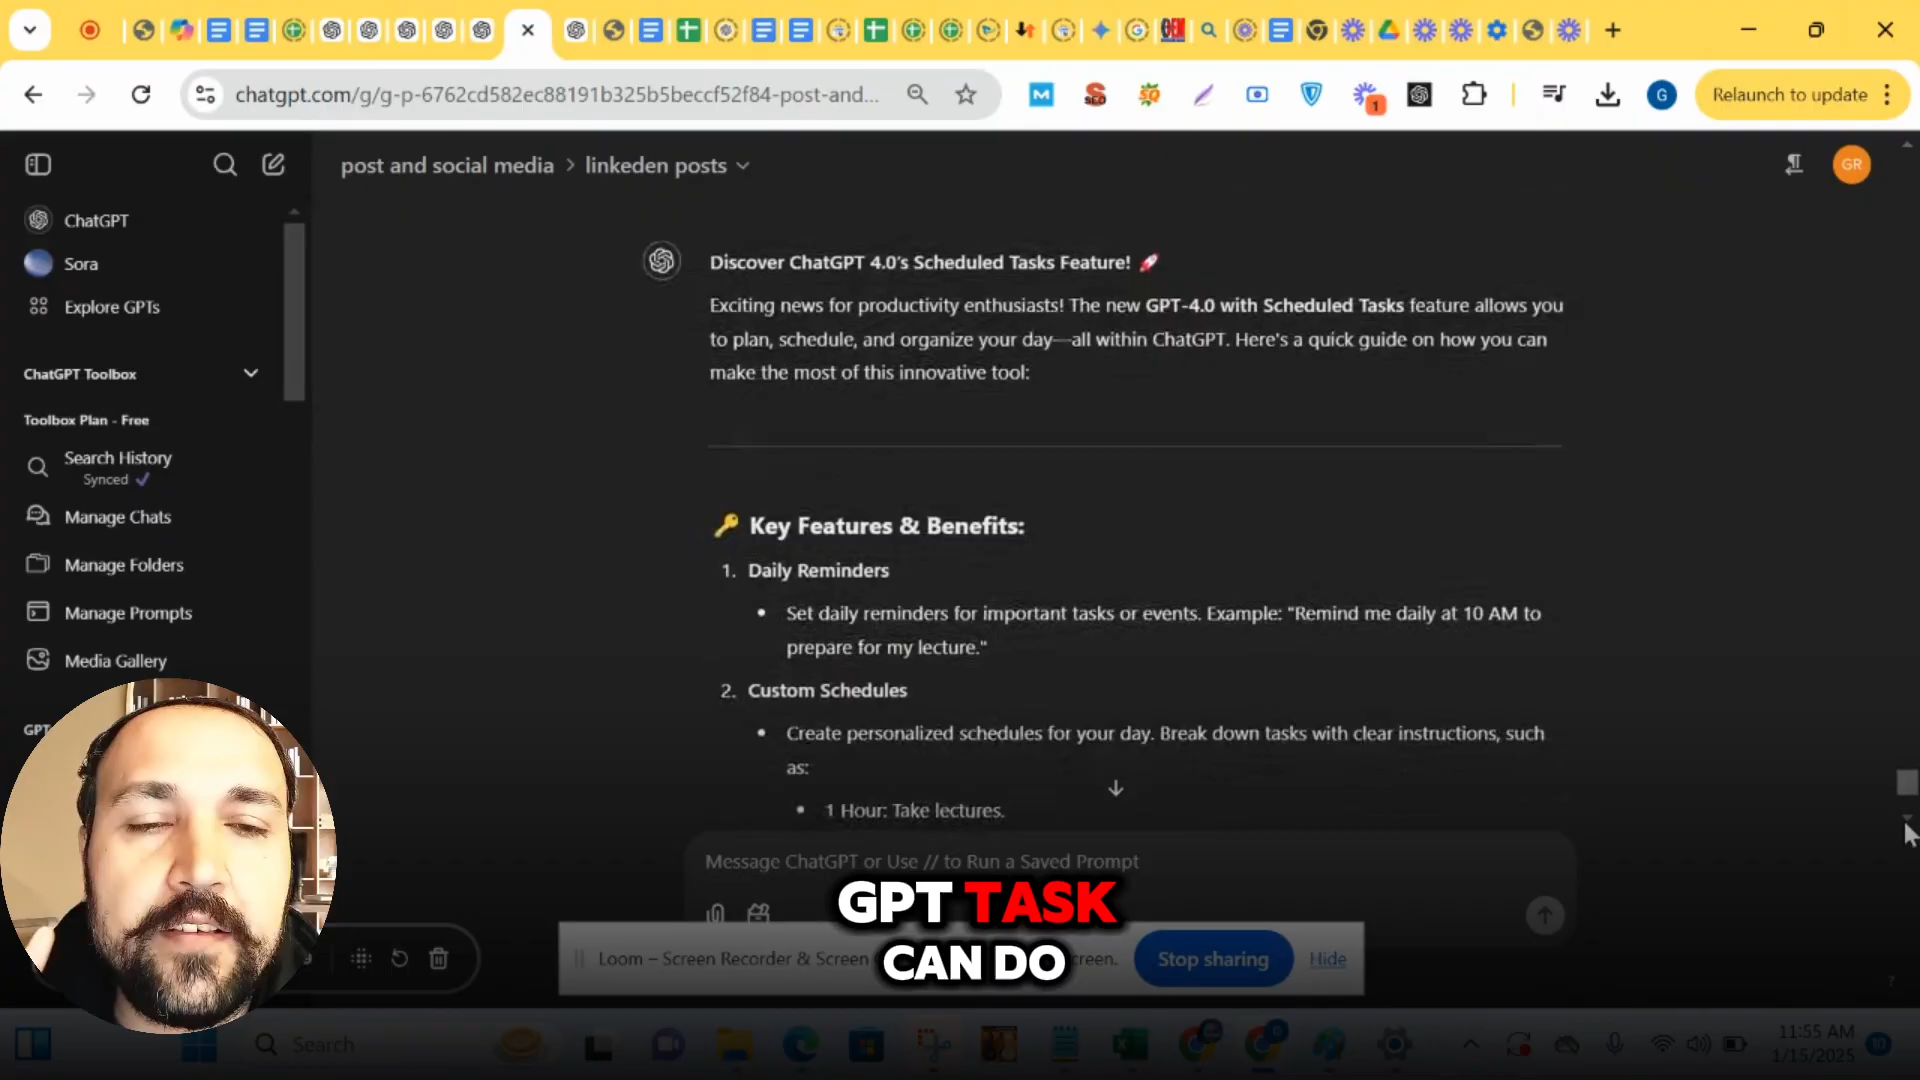 chatgpt.com/g/g-p-6762cd582ec88191b325b5beccf52f84-post-and...
1
G
Relaunch to update
post and social media > linkeden posts
GR
ChatGPT
Sora
Explore GPTs
ChatGPT Toolbox
Toolbox Plan - Free
Search History
Synced
Manage Chats
Manage Folders
Manage Prompts
Media Gallery
GPT
Discover ChatGPT 4.0's Scheduled Tasks Feature! 🚀
Exciting news for productivity enthusiasts! The new GPT-4.0 with Scheduled Tasks feature allows you
to plan, schedule, and organize your day—all within ChatGPT. Here's a quick guide on how you can
make the most of this innovative tool:
🔑 Key Features & Benefits:
1. Daily Reminders
• Set daily reminders for important tasks or events. Example: "Remind me daily at 10 AM to
prepare for my lecture."
2. Custom Schedules
• Create personalized schedules for your day. Break down tasks with clear instructions, such
as:
• 1 Hour: Take lectures.
Message ChatGPT or Use // to Run a Saved Prompt
GPT TASK
CAN DO
Loom – Screen Recorder & Screen
screen.
Stop sharing
Hide
Search
11:55 AM
1/15/2025